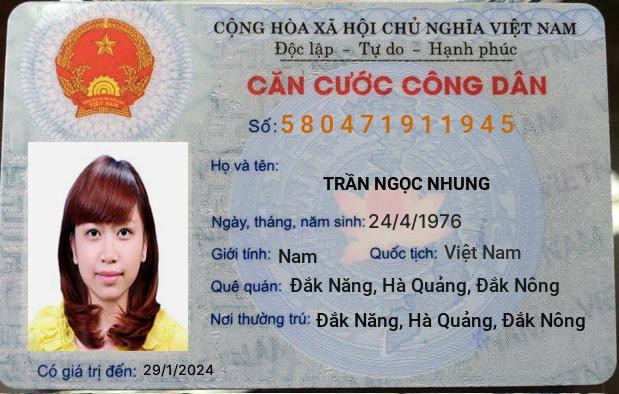 CỘNG HÒA XÃ HỘI CHỦ NGHĨA VIỆT NAM
Độc lập - Tự do - Hạnh phúc
CĂN CƯỚC CÔNG DÂN
Số: 580471911945
Họ và tên:
TRẦN NGỌC NHUNG
Ngày, tháng, năm sinh: 24/4/1976
Giới tính: Nam Quốc tịch: Việt Nam
Quê quán: Đắk Năng, Hà Quảng, Đắk Nông
Nơi thường trú: Đắk Năng, Hà Quảng, Đắk Nông
Có giá trị đến: 29/1/2024
VIỆT NAM